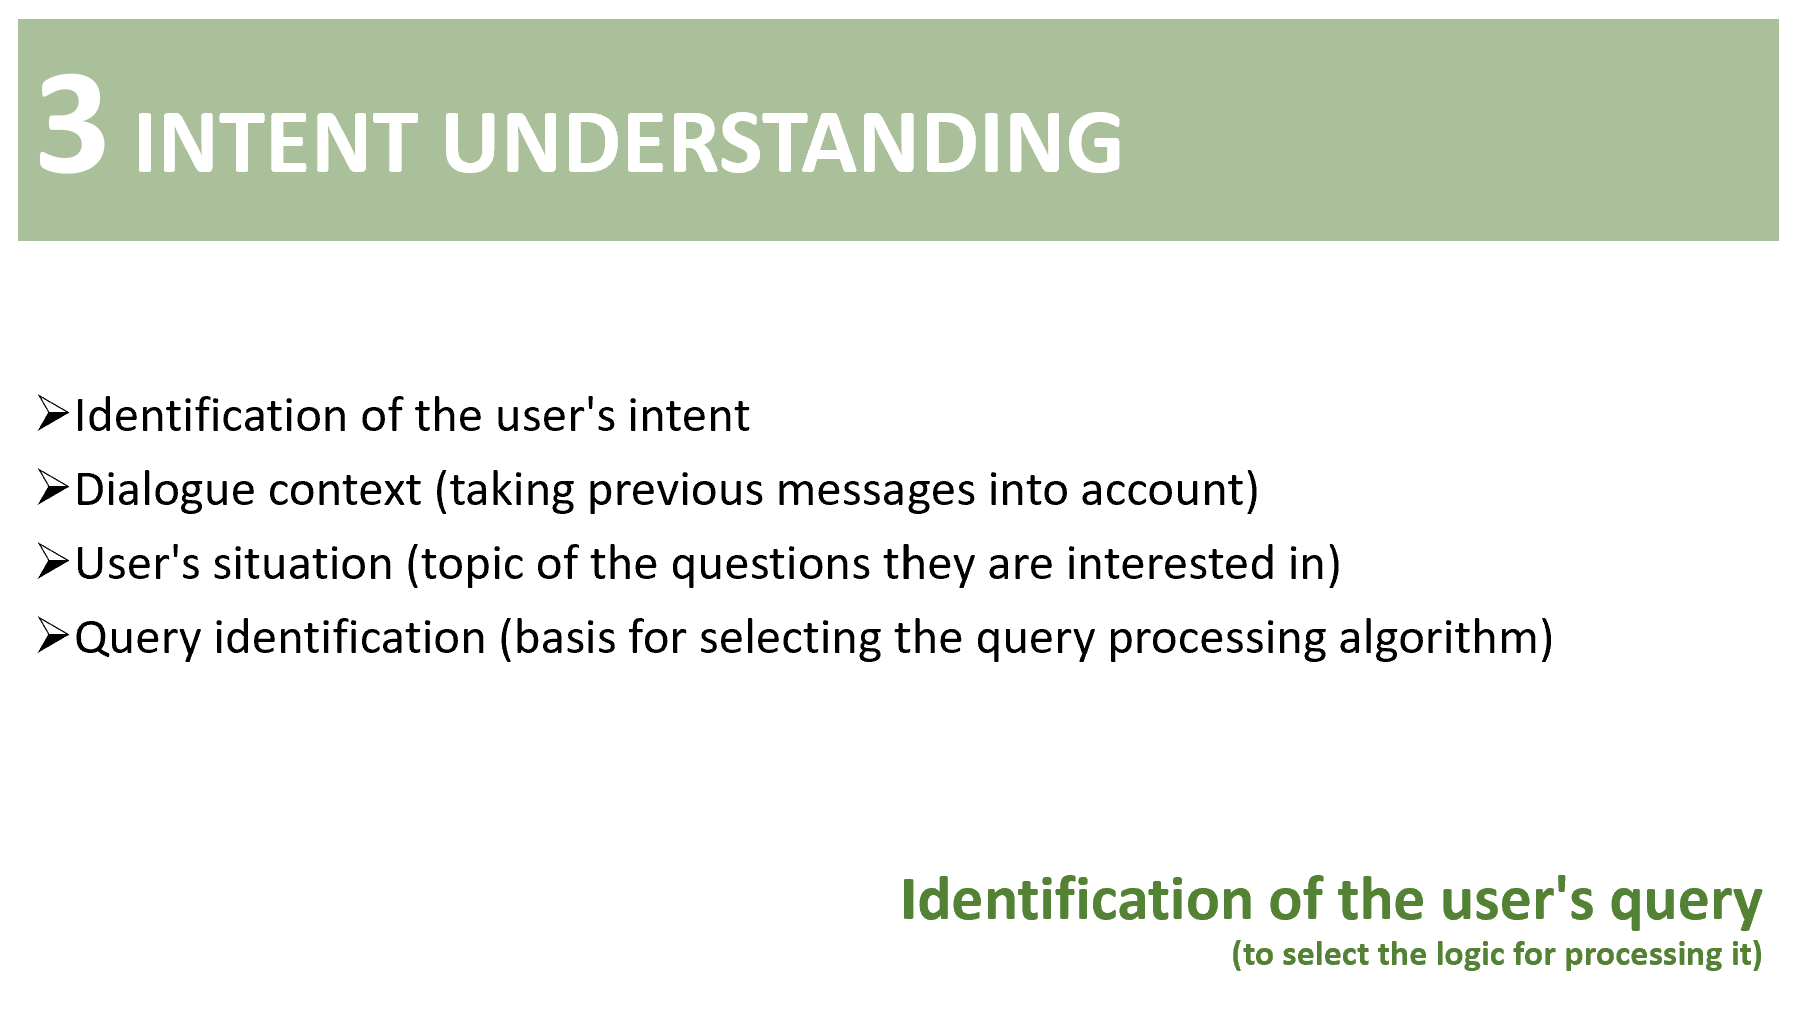 3 INTENT UNDERSTANDING
➢Identification of the user's intent
➢Dialogue context (taking previous messages into account)
➢User's situation (topic of the questions they are interested in)
➢Query identification (basis for selecting the query processing algorithm)
Identification of the user's query
(to select the logic for processing it)